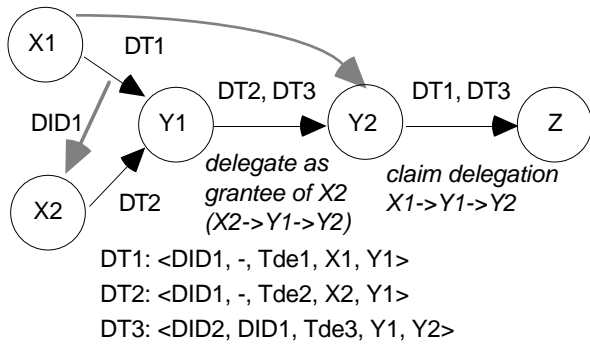 X1
DT1
DID1
Y1
DT2, DT3
Y2
DT1, DT3
Z
X2
DT2
delegate as
grantee of X2
(X2->Y1->Y2)
claim delegation
X1->Y1->Y2
DT1: <DID1, -, Tde1, X1, Y1>
DT2: <DID1, -, Tde2, X2, Y1>
DT3: <DID2, DID1, Tde3, Y1, Y2>